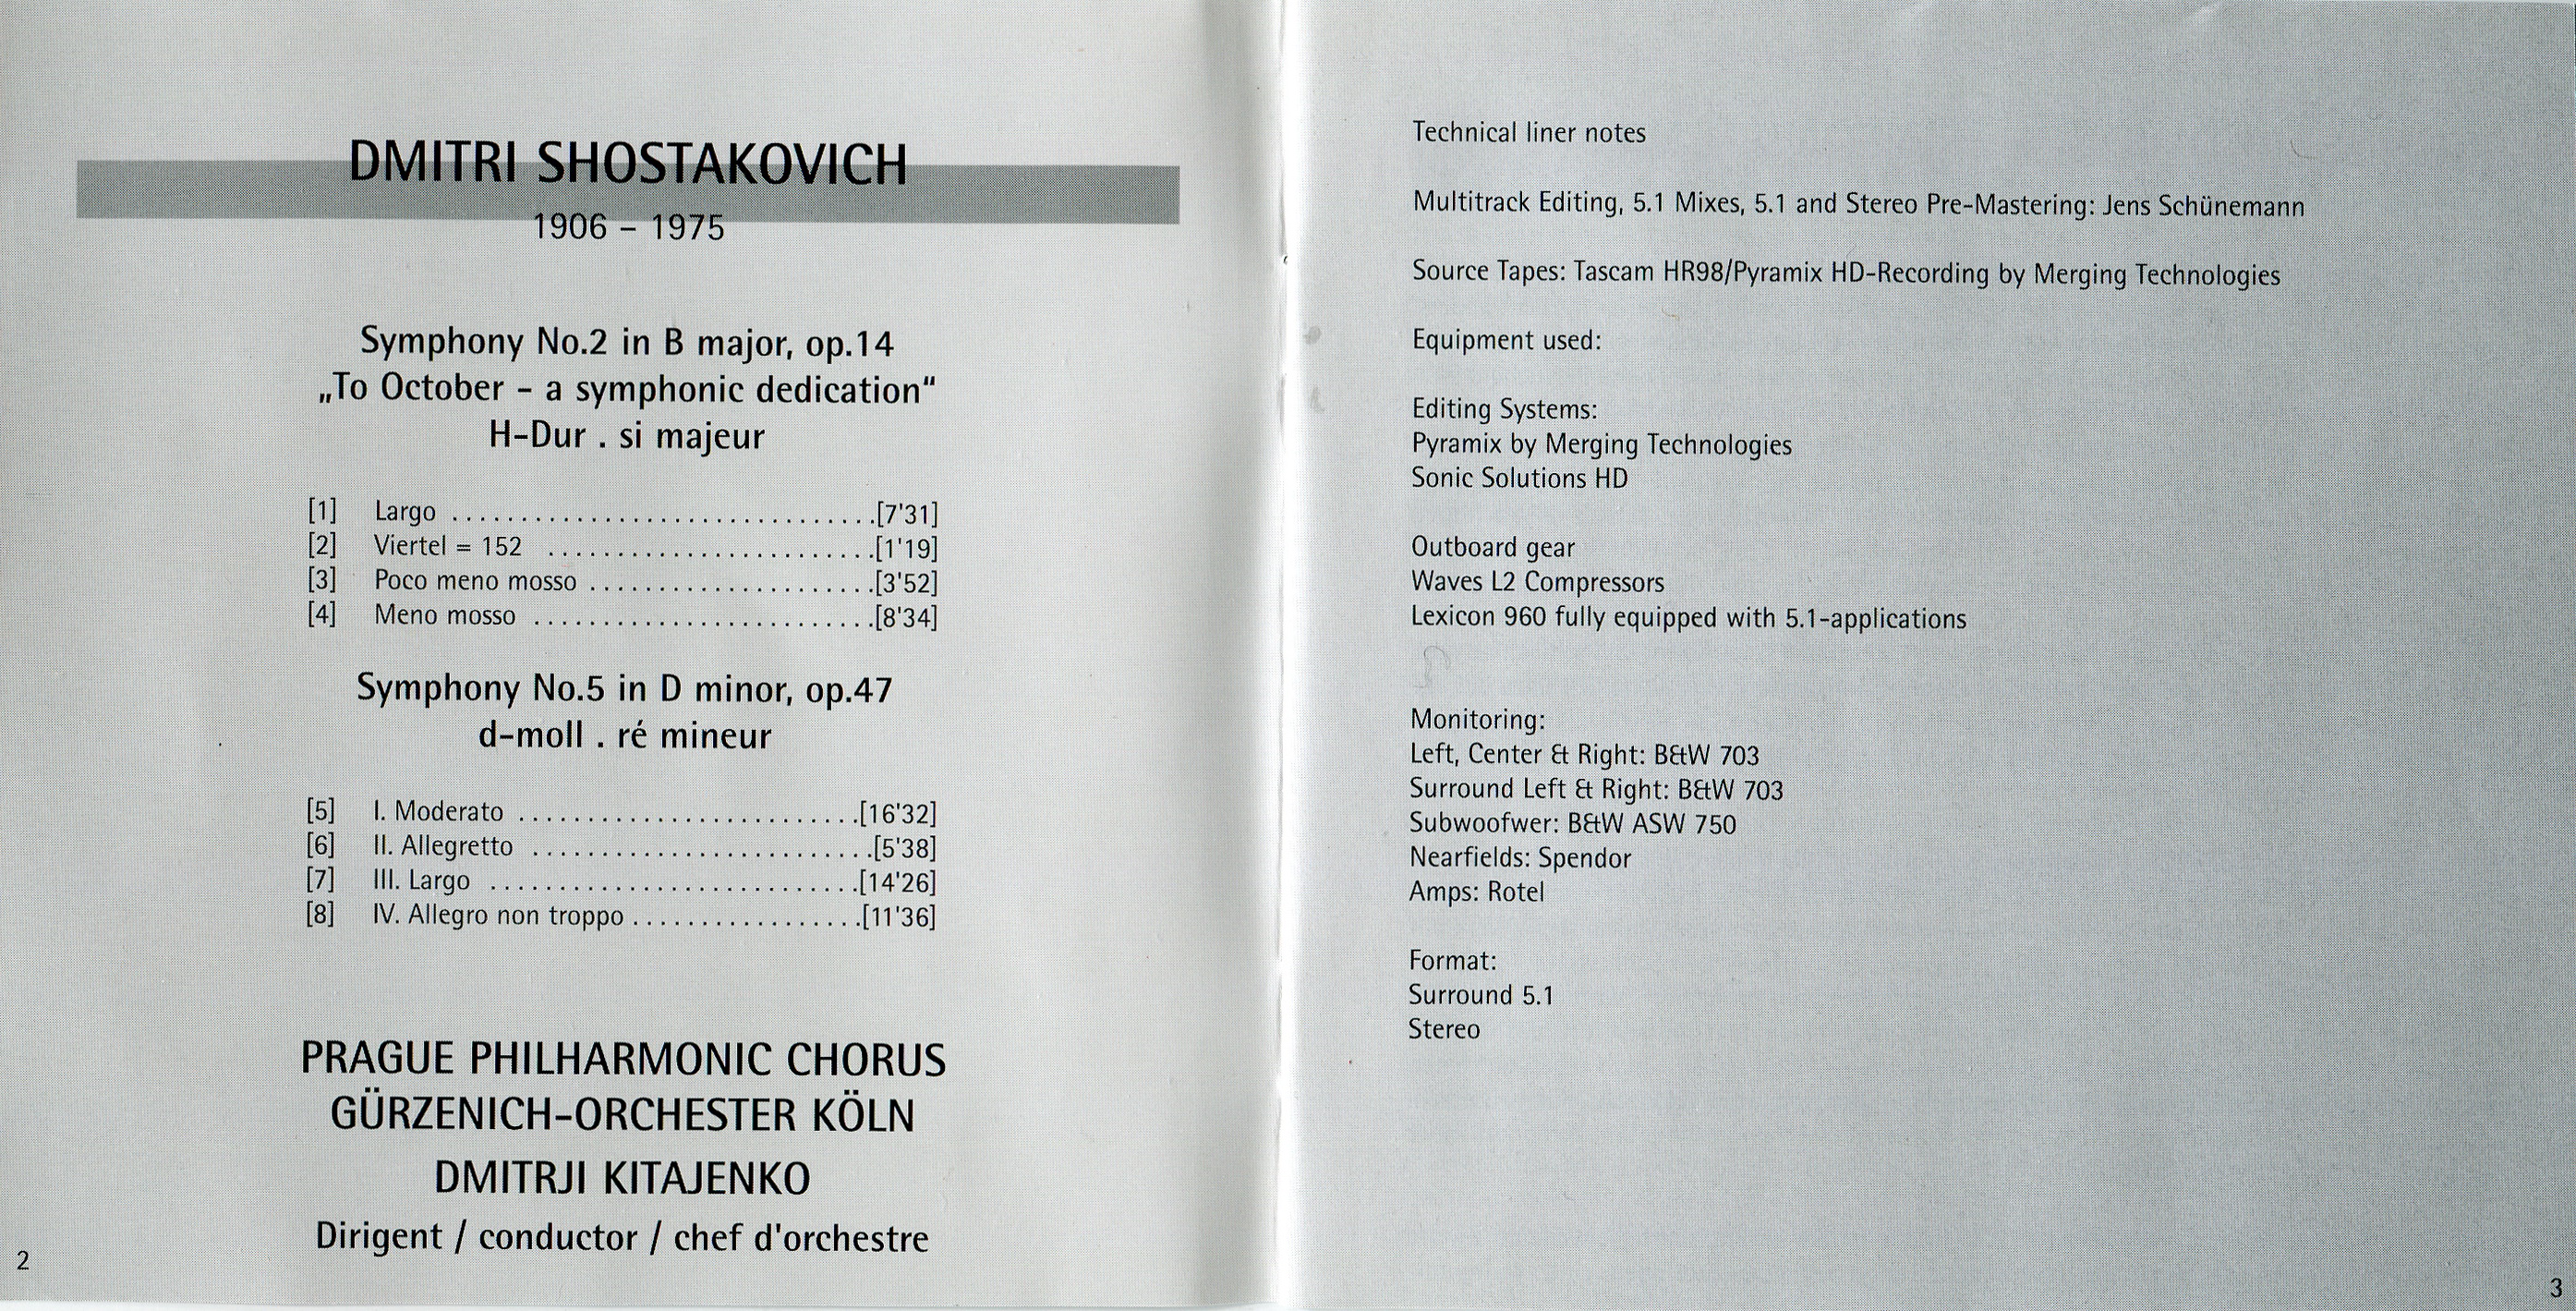 DMITRI SHOSTAKOVICH
1906 – 1975
Symphony No.2 in B major, op.14
„To October – a symphonic dedication“
H-Dur . si majeur
[1] Largo ...............................[7'31]
[2] Viertel = 152 ........................[1'19]
[3] Poco meno mosso .....................[3'52]
[4] Meno mosso .........................[8'34]
Symphony No.5 in D minor, op.47
d-moll . ré mineur
[5] I. Moderato .........................[16'32]
[6] II. Allegretto .........................[5'38]
[7] III. Largo ...........................[14'26]
[8] IV. Allegro non troppo .................[11'36]
PRAGUE PHILHARMONIC CHORUS
GÜRZENICH-ORCHESTER KÖLN
DMITRJI KITAJENKO
Dirigent / conductor / chef d'orchestre
2
Technical liner notes
Multitrack Editing, 5.1 Mixes, 5.1 and Stereo Pre-Mastering: Jens Schünemann
Source Tapes: Tascam HR98/Pyramix HD-Recording by Merging Technologies
Equipment used:
Editing Systems:
Pyramix by Merging Technologies
Sonic Solutions HD
Outboard gear
Waves L2 Compressors
Lexicon 960 fully equipped with 5.1-applications
Monitoring:
Left, Center & Right: B&W 703
Surround Left & Right: B&W 703
Subwoofwer: B&W ASW 750
Nearfields: Spendor
Amps: Rotel
Format:
Surround 5.1
Stereo
3